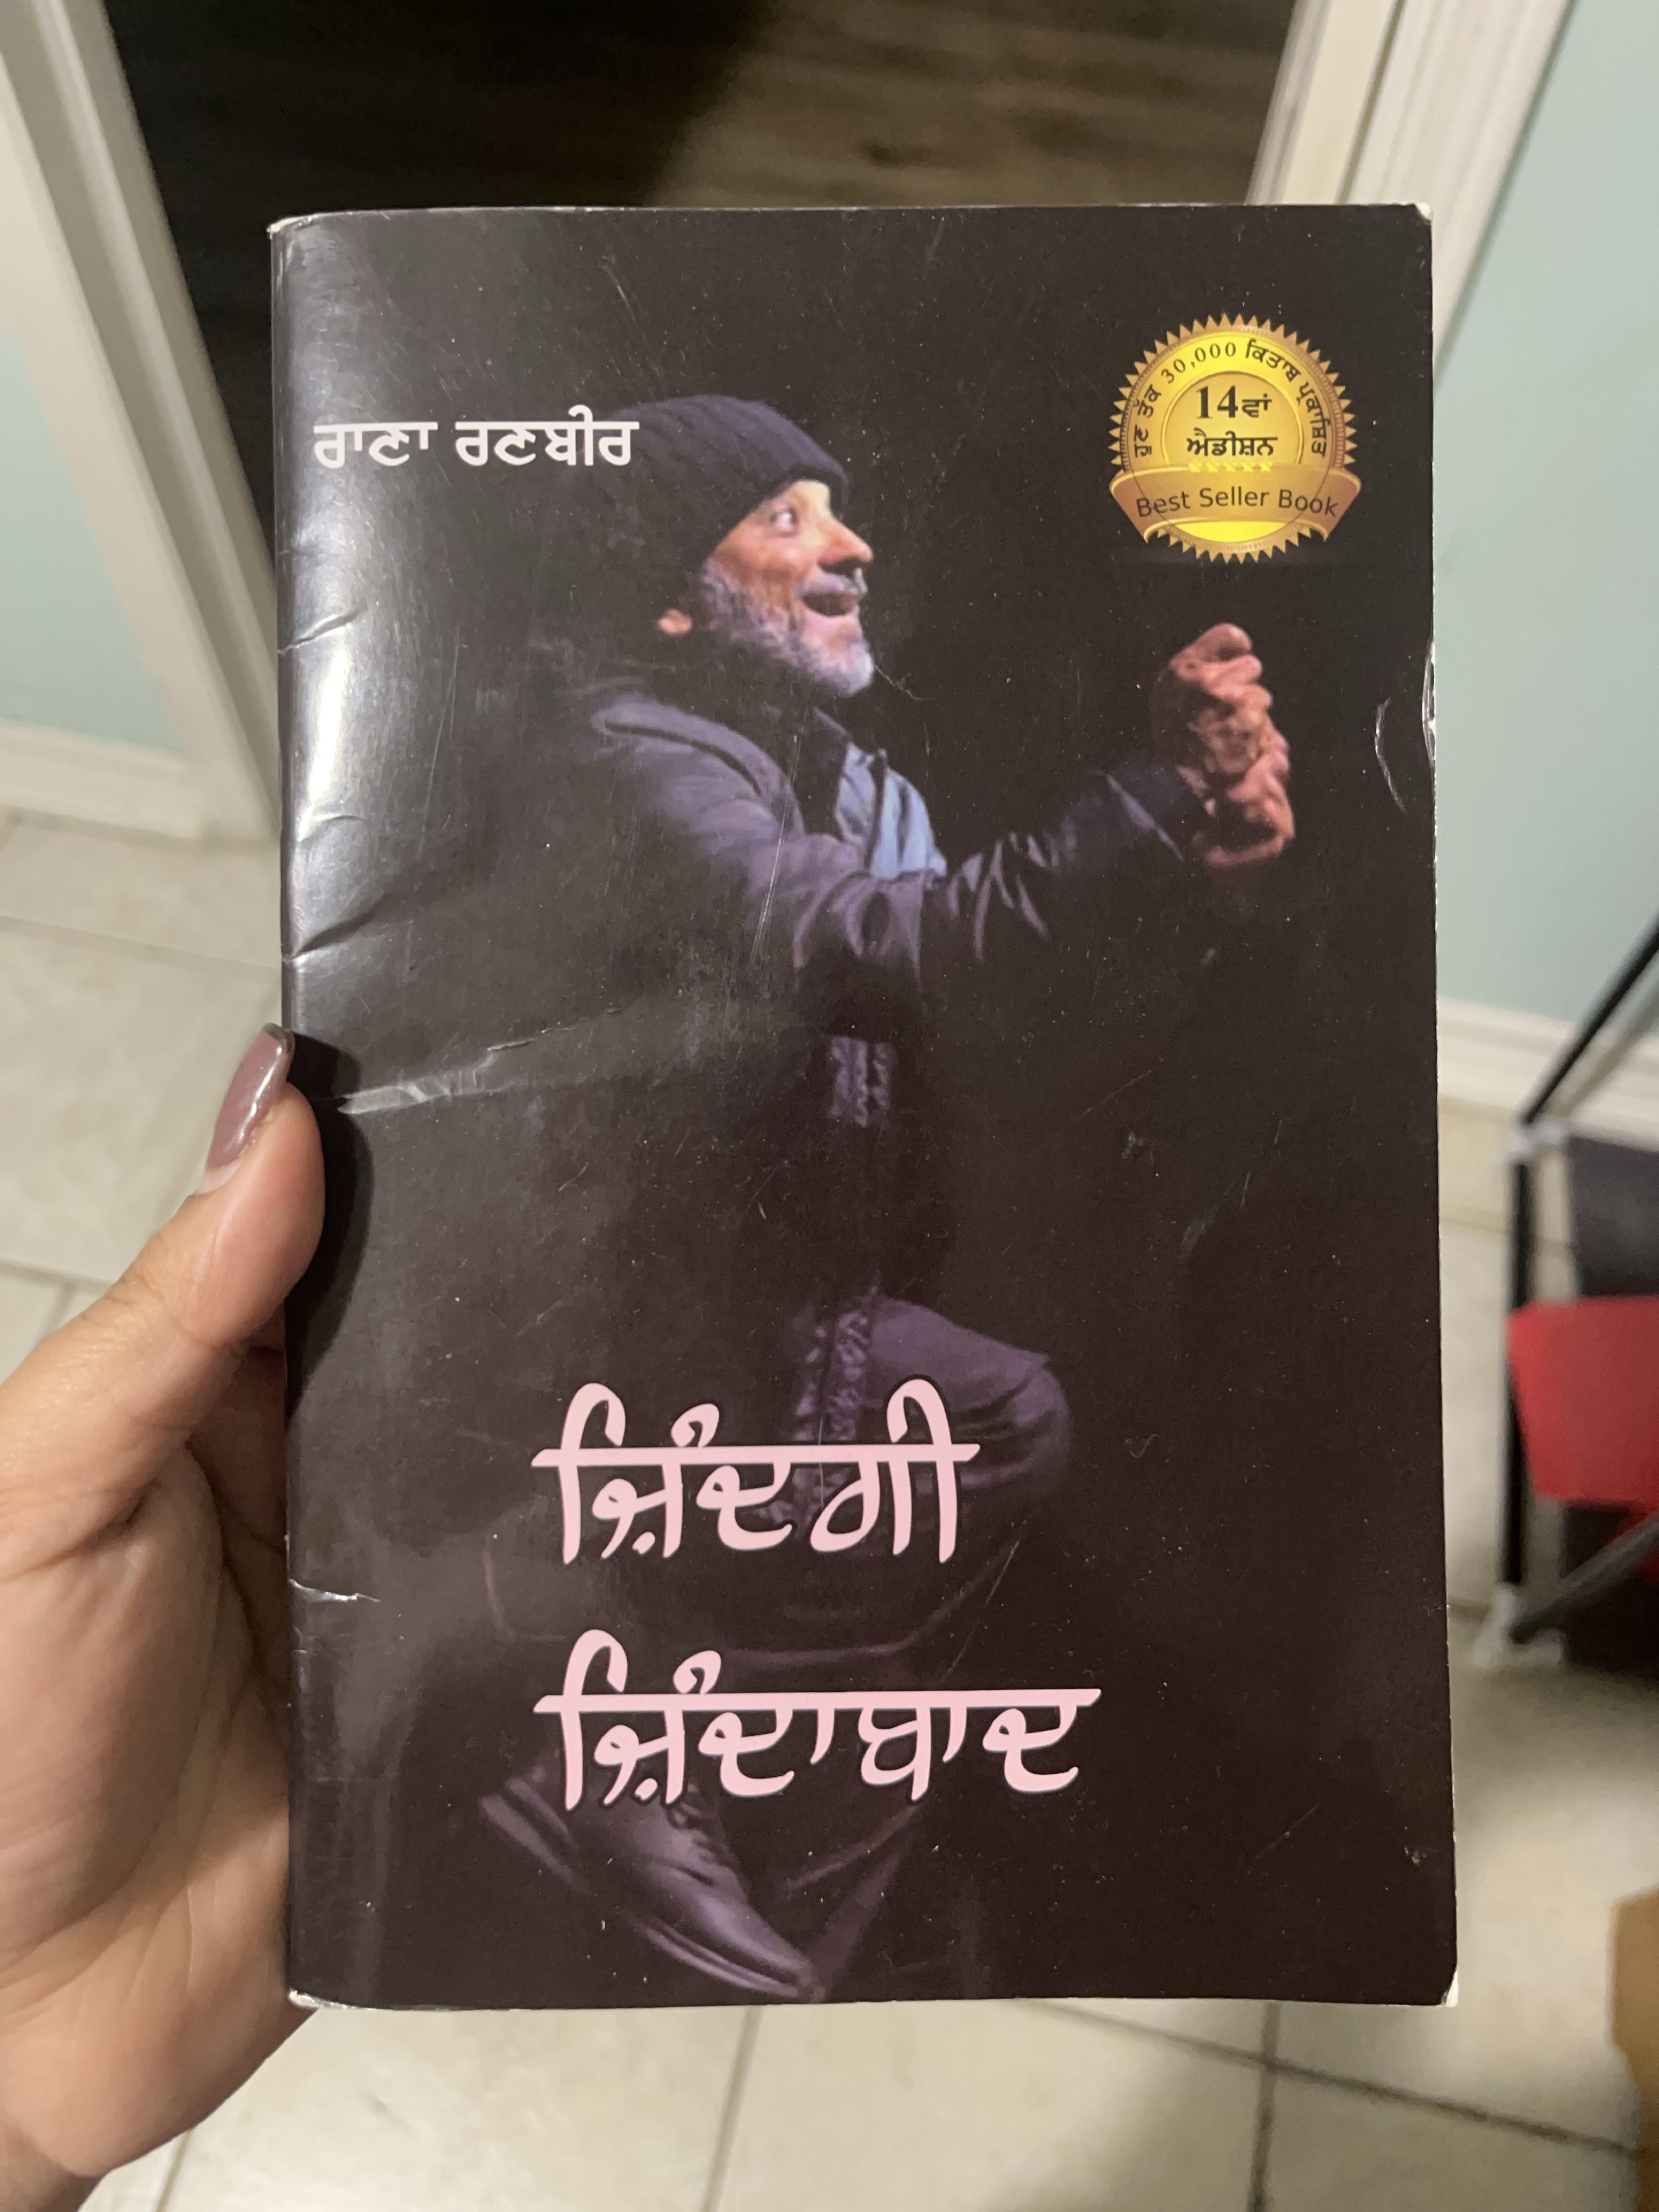 ਰਾਣਾ ਰਣਬੀਰ
ਹੁਣ ਤੱਕ 30,000 ਕਿਤਾਬ ਪ੍ਰਕਾਸ਼ਿਤ
14ਵਾਂ
ਐਡੀਸ਼ਨ
Best Seller Book
ਜ਼ਿੰਦਗੀ
ਜ਼ਿੰਦਾਬਾਦ